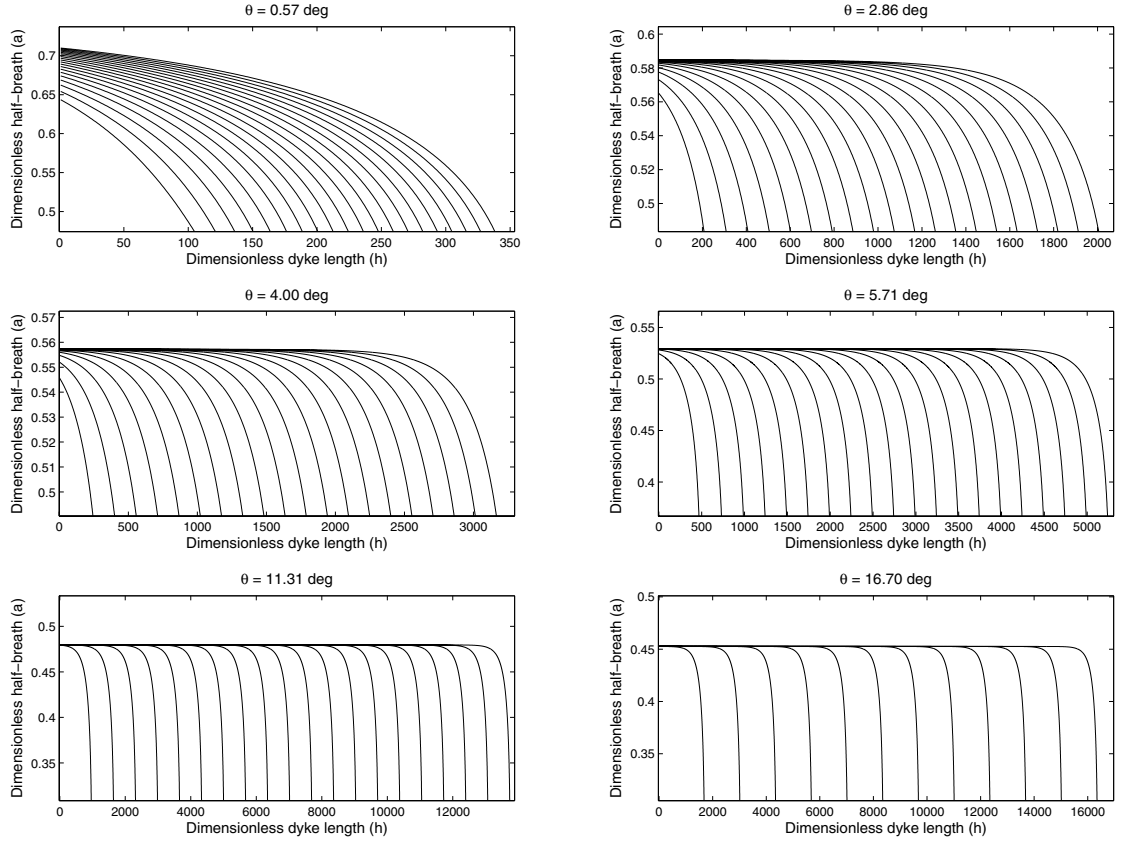 θ = 0.57 deg
Dimensionless half−breath (a)
0.7
0.65
0.6
0.55
0.5
0 50 100 150 200 250 300 350
Dimensionless dyke length (h)
θ = 2.86 deg
Dimensionless half−breath (a)
0.6
0.58
0.56
0.54
0.52
0.5
0 200 400 600 800 1000 1200 1400 1600 1800 2000
Dimensionless dyke length (h)
θ = 4.00 deg
Dimensionless half−breath (a)
0.57
0.56
0.55
0.54
0.53
0.52
0.51
0.5
0 500 1000 1500 2000 2500 3000
Dimensionless dyke length (h)
θ = 5.71 deg
Dimensionless half−breath (a)
0.55
0.5
0.45
0.4
0 500 1000 1500 2000 2500 3000 3500 4000 4500 5000
Dimensionless dyke length (h)
θ = 11.31 deg
Dimensionless half−breath (a)
0.5
0.45
0.4
0.35
0 2000 4000 6000 8000 10000 12000
Dimensionless dyke length (h)
θ = 16.70 deg
Dimensionless half−breath (a)
0.5
0.45
0.4
0.35
0 2000 4000 6000 8000 10000 12000 14000 16000
Dimensionless dyke length (h)